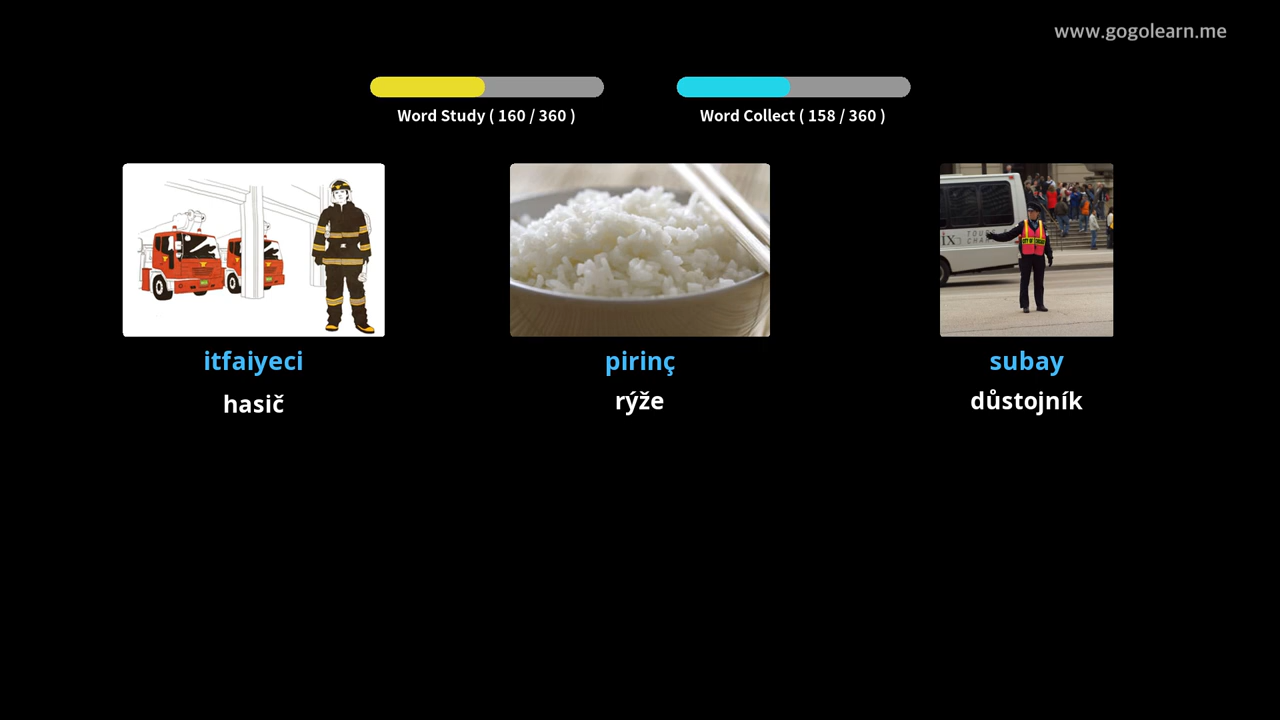 www.gogolearn.me
Word Study ( 160 / 360 )
Word Collect ( 158 / 360 )
itfaiyeci
pirinç
subay
hasič
rýže
důstojník